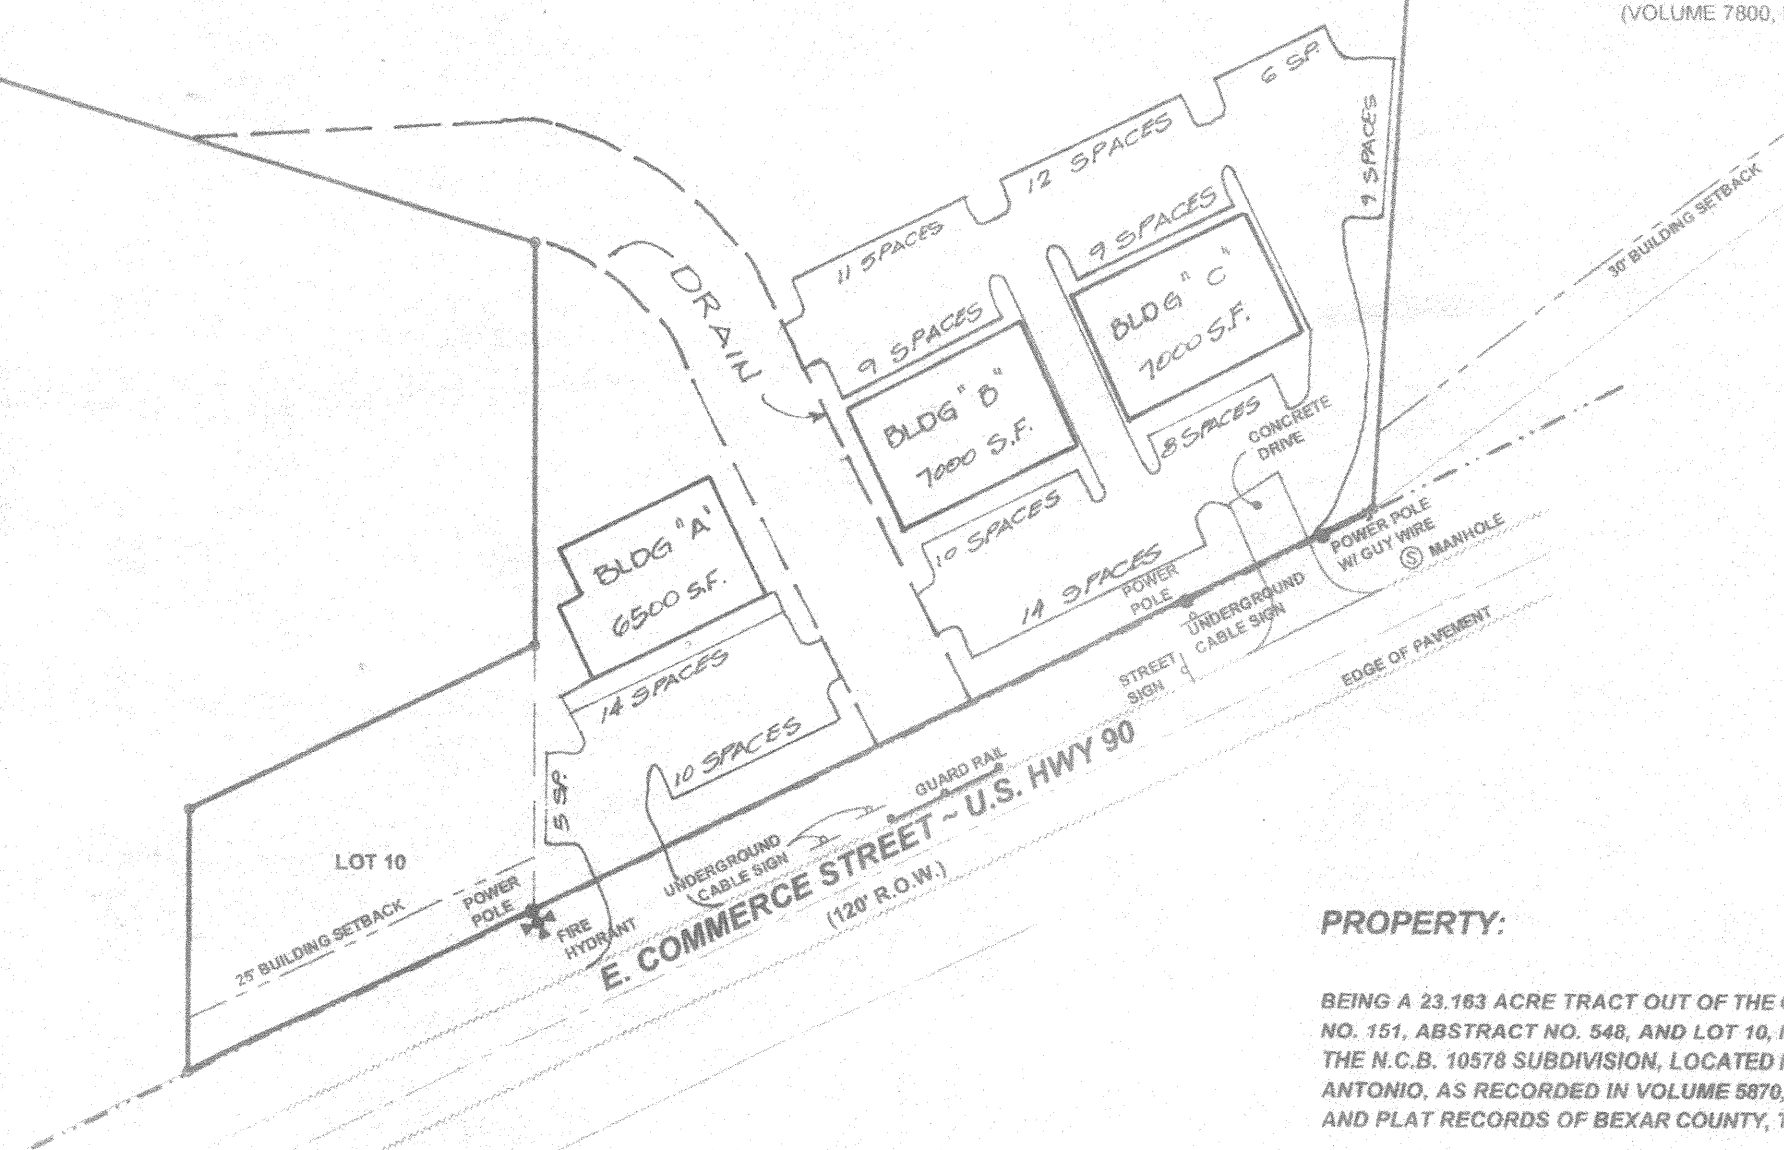 (VOLUME 7800,
6 SP.
12 SPACES
9 SPACES
11 SPACES
9 SPACES
30' BUILDING SETBACK
DRAIN
9 SPACES
BLDG "C"
7000 S.F.
BLDG "B"
7000 S.F.
8 SPACES
CONCRETE
DRIVE
10 SPACES
BLDG "A"
6500 S.F.
14 SPACES
POWER
POLE
POWER POLE
W/ GUY WIRE
Ⓢ MANHOLE
UNDERGROUND
CABLE SIGN
STREET
SIGN
EDGE OF PAVEMENT
14 SPACES
10 SPACES
5 SP.
GUARD RAIL
UNDERGROUND
CABLE SIGN
E. COMMERCE STREET ~ U.S. HWY 90
(120' R.O.W.)
LOT 10
25' BUILDING SETBACK
POWER
POLE
FIRE
HYDRANT
PROPERTY:
BEING A 23.163 ACRE TRACT OUT OF THE
NO. 151, ABSTRACT NO. 548, AND LOT 10,
THE N.C.B. 10578 SUBDIVISION, LOCATED
ANTONIO, AS RECORDED IN VOLUME 5870,
AND PLAT RECORDS OF BEXAR COUNTY,